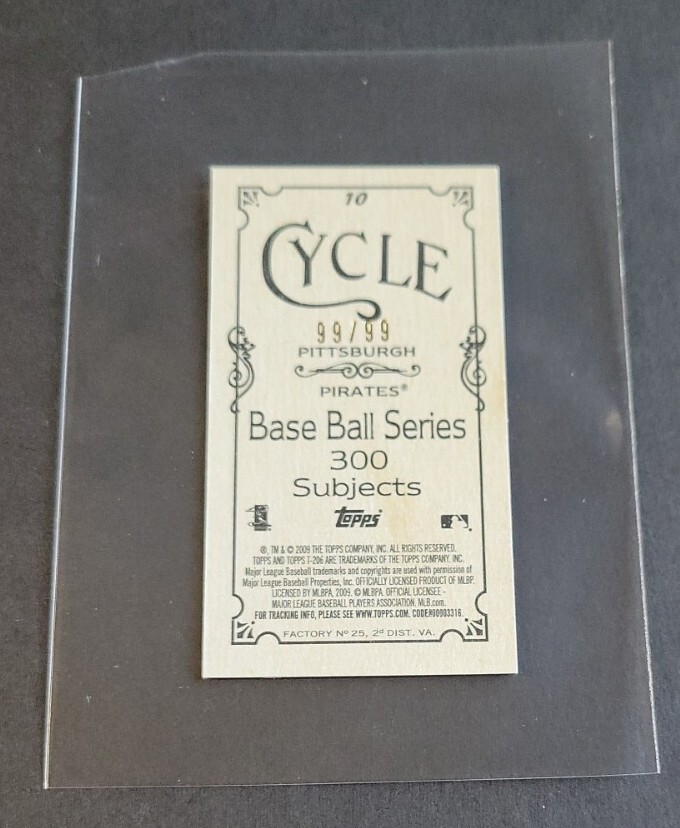 10
CYCLE
99/99
PITTSBURGH
PIRATES®
Base Ball Series
300
Subjects
topps
®, TM & © 2009 THE TOPPS COMPANY, INC. ALL RIGHTS RESERVED.
TOPPS AND TOPPS T-206 ARE TRADEMARKS OF THE TOPPS COMPANY, INC.
Major League Baseball trademarks and copyrights are used with permission of
Major League Baseball Properties, Inc. OFFICIALLY LICENSED PRODUCT OF MLBP.
LICENSED BY MLBPA, 2009. © MLBPA, OFFICIAL LICENSEE -
MAJOR LEAGUE BASEBALL PLAYERS ASSOCIATION. MLB.com.
FOR TRACKING INFO, PLEASE SEE WWW.TOPPS.COM. CODE#00003316.
FACTORY Nº 25, 2d DIST. VA.